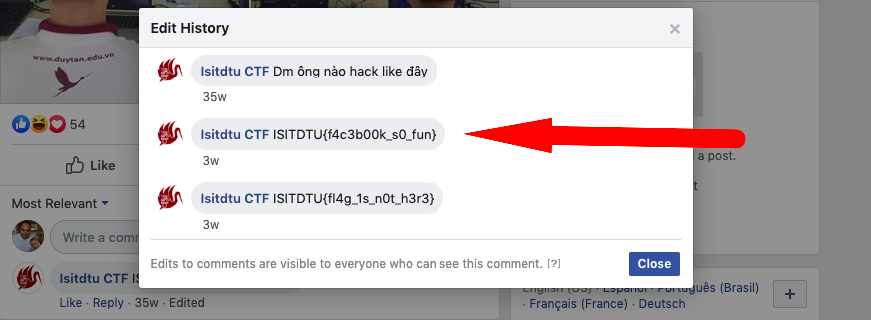 www.duytan.edu.vn
Edit History
×
Isitdtu CTF Dm ông nào hack like đây
35w
Isitdtu CTF ISITDTU{f4c3b00k_s0_fun}
3w
Isitdtu CTF ISITDTU{fl4g_1s_n0t_h3r3}
3w
Edits to comments are visible to everyone who can see this comment. [?]
Close
54
Like
Most Relevant
Write a com
Isitdtu CTF
Like · Reply · 35w · Edited
a post.
English (US) · Español · Português (Brasil)
· Français (France) · Deutsch
+